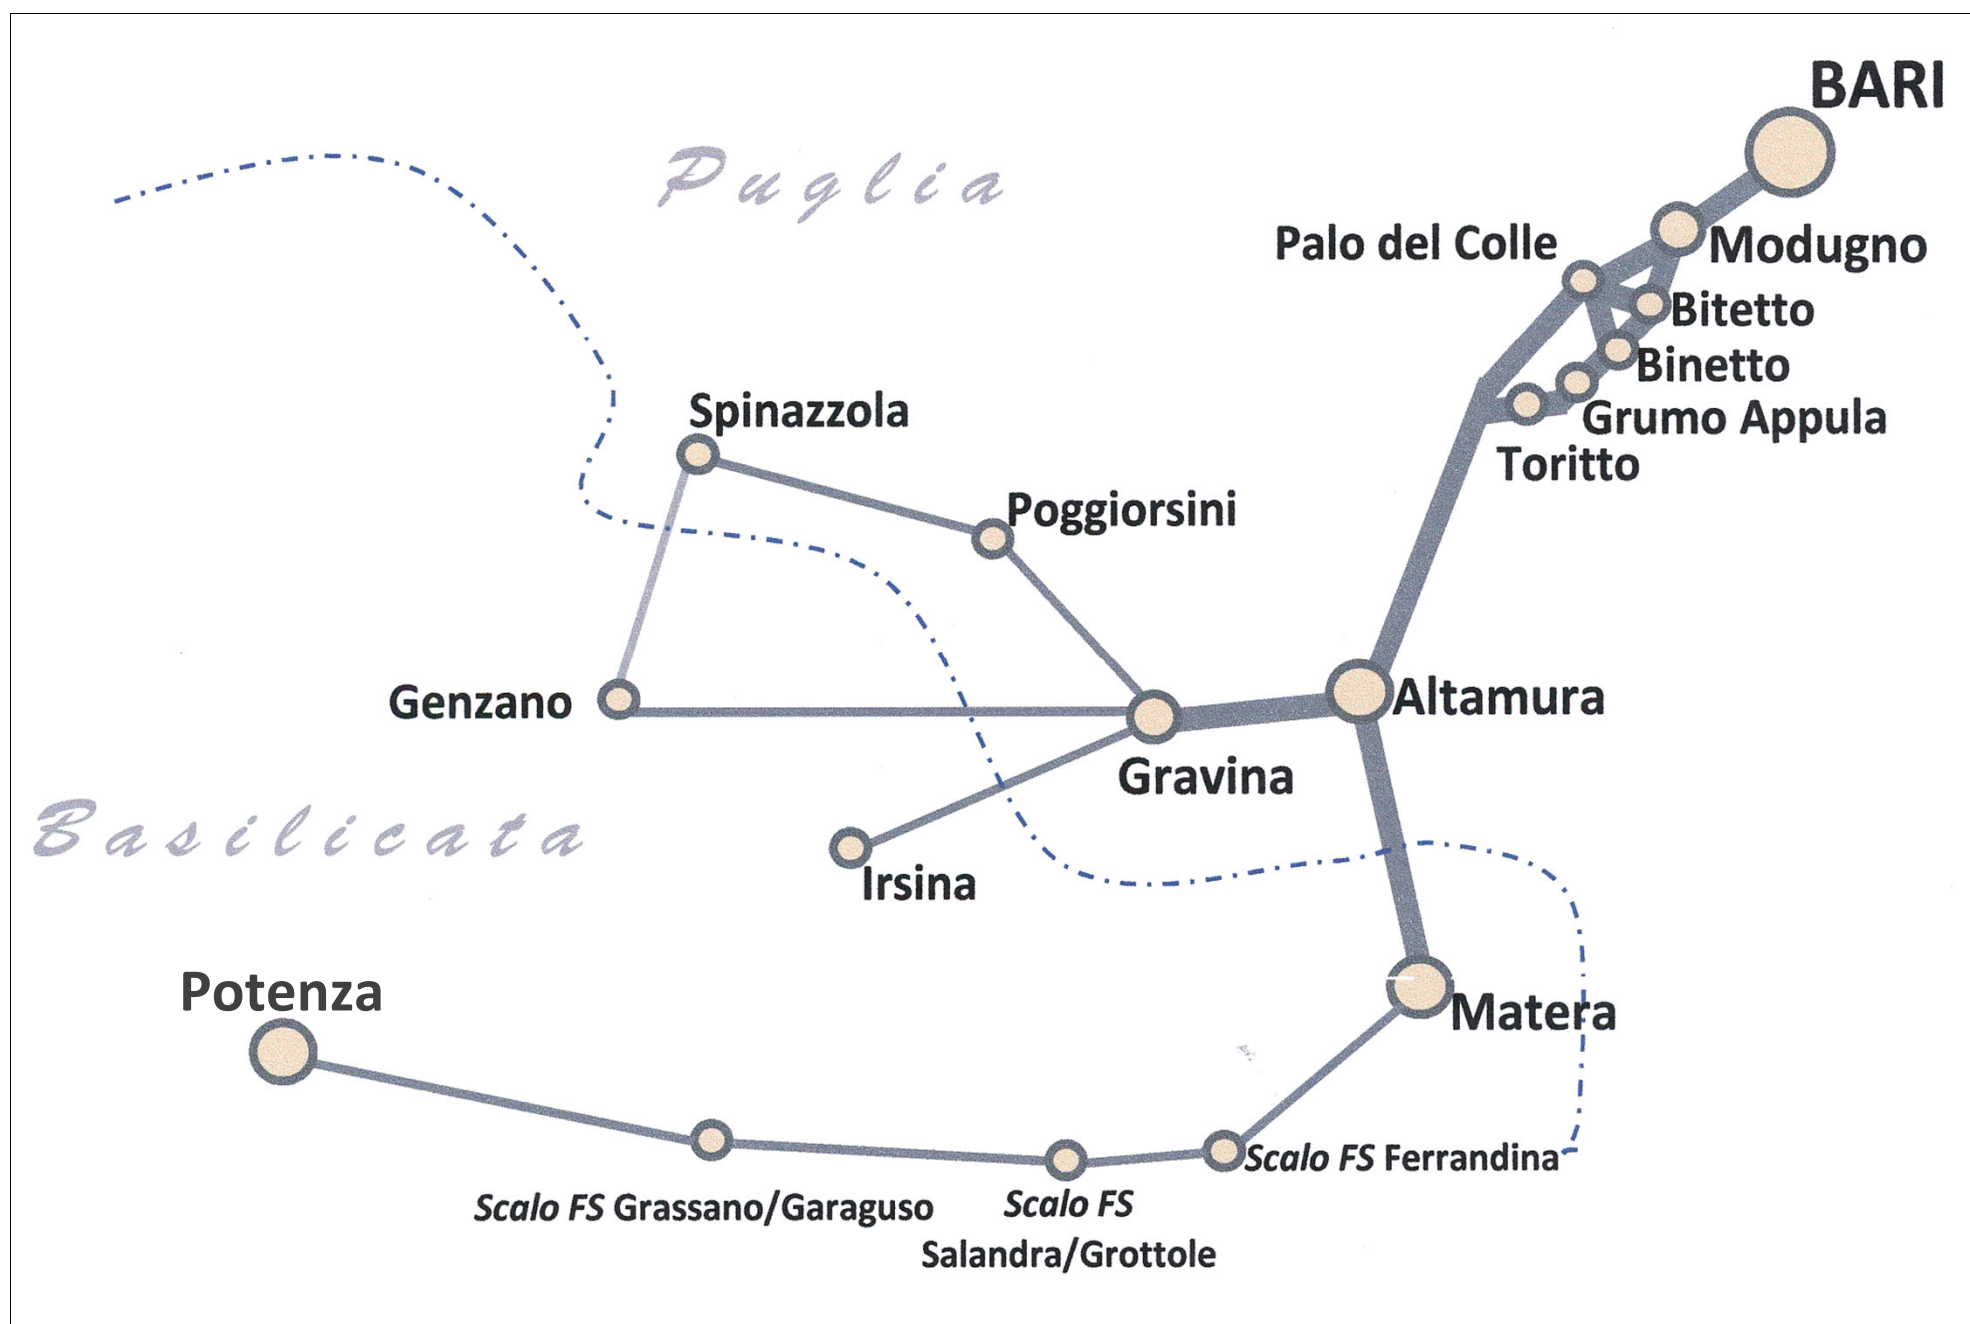 BARI
Puglia
Palo del Colle
Modugno
Bitetto
Binetto
Spinazzola
Grumo Appula
Toritto
Poggiorsini
Genzano
Altamura
Gravina
Basilicata
Irsina
Potenza
Matera
Scalo FS Ferrandina
Scalo FS Grassano/Garaguso
Scalo FS
Salandra/Grottole